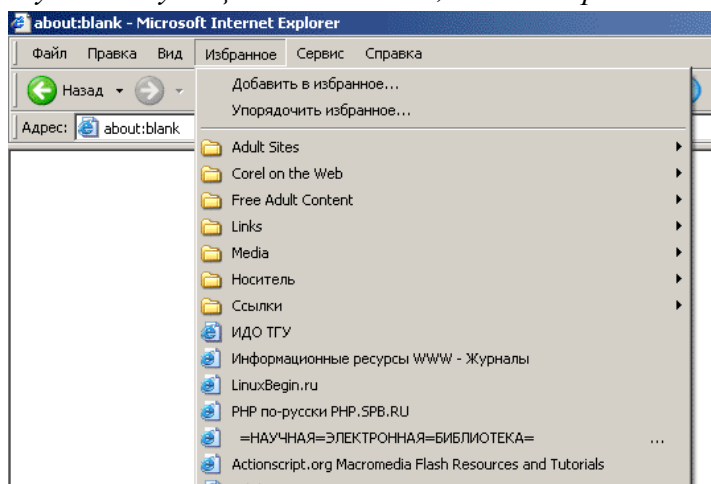 about:blank - Microsoft Internet Explorer
Файл Правка Вид Избранное Сервис Справка
Назад
Добавить в избранное...
Упорядочить избранное...
Адрес: about:blank
Adult Sites
Corel on the Web
Free Adult Content
Links
Media
Носитель
Ссылки
ИДО ТГУ
Информационные ресурсы WWW - Журналы
LinuxBegin.ru
PHP по-русски PHP.SPB.RU
=НАУЧНАЯ=ЭЛЕКТРОННАЯ=БИБЛИОТЕКА= ...
Actionscript.org Macromedia Flash Resources and Tutorials